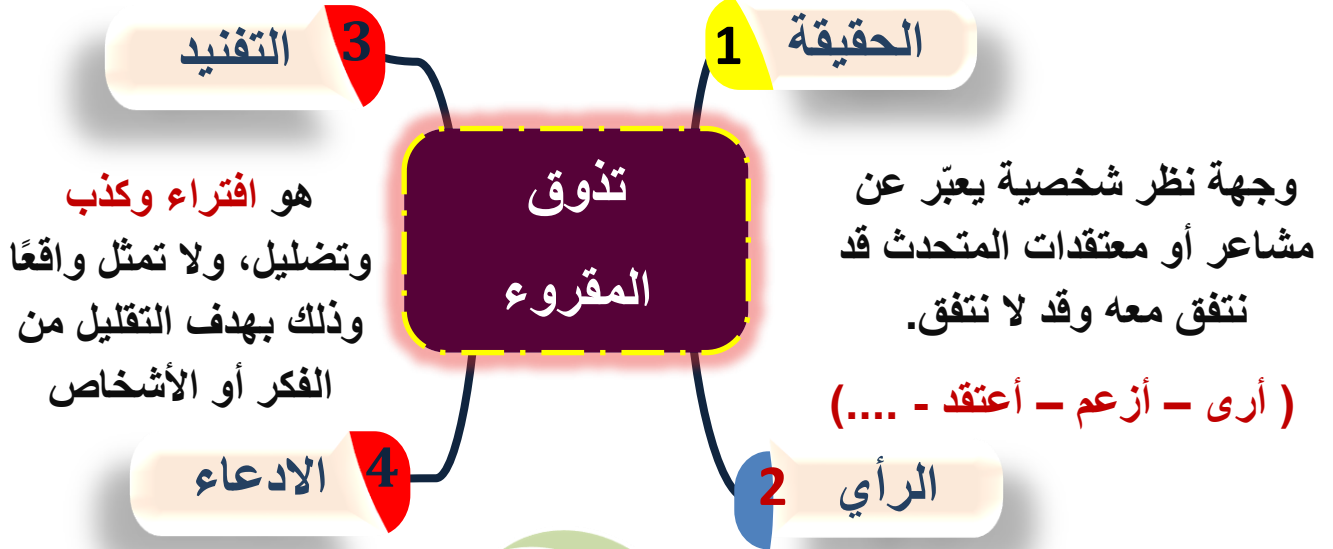 الحقيقة 1
3 التفنيد
تذوق
المقروء
وجهة نظر شخصية يعبّر عن
مشاعر أو معتقدات المتحدث قد
نتفق معه وقد لا نتفق.
( أرى – أزعم – أعتقد - ....)
هو افتراء وكذب
وتضليل، ولا تمثل واقعًا
وذلك بهدف التقليل من
الفكر أو الأشخاص
الرأي 2
4 الادعاء